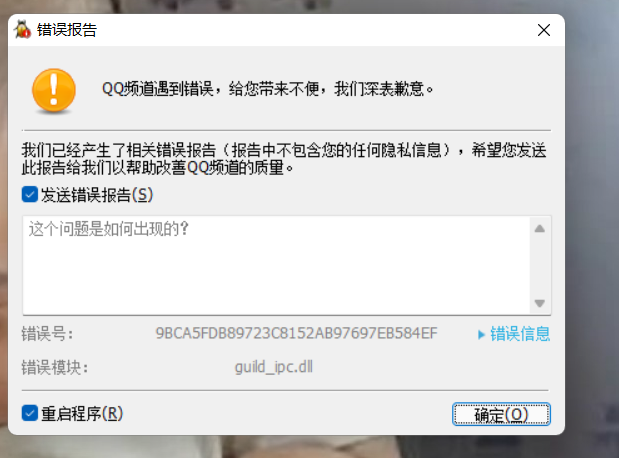 错误报告
QQ频道遇到错误，给您带来不便，我们深表歉意。
我们已经产生了相关错误报告（报告中不包含您的任何隐私信息），希望您发送
此报告给我们以帮助改善QQ频道的质量。
发送错误报告(S)
这个问题是如何出现的?
错误号: 9BCA5FDB89723C8152AB97697EB584EF 错误信息
错误模块: guild_ipc.dll
重启程序(R)
确定(O)